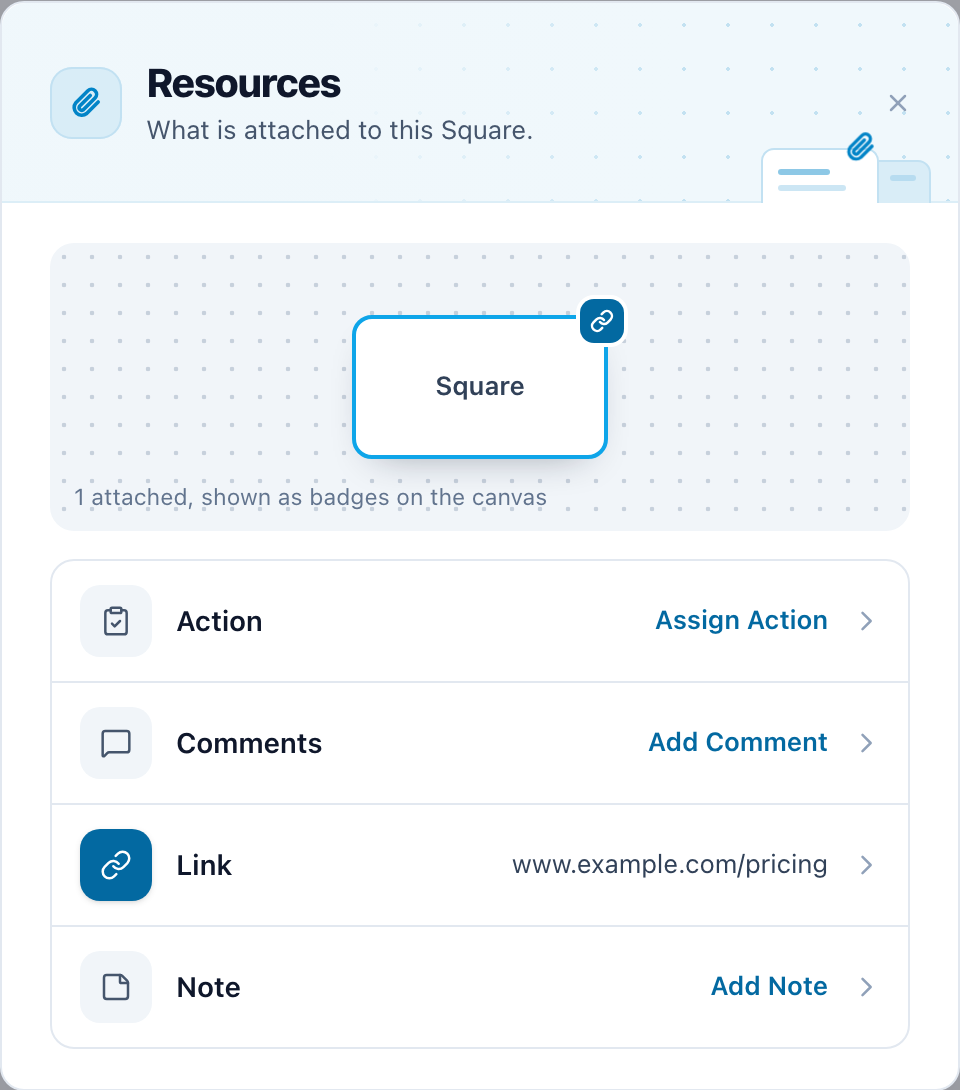 Resources
What is attached to this Square.
Square
1 attached, shown as badges on the canvas
Action
Assign Action
Comments
Add Comment
Link
www.example.com/pricing
Note
Add Note